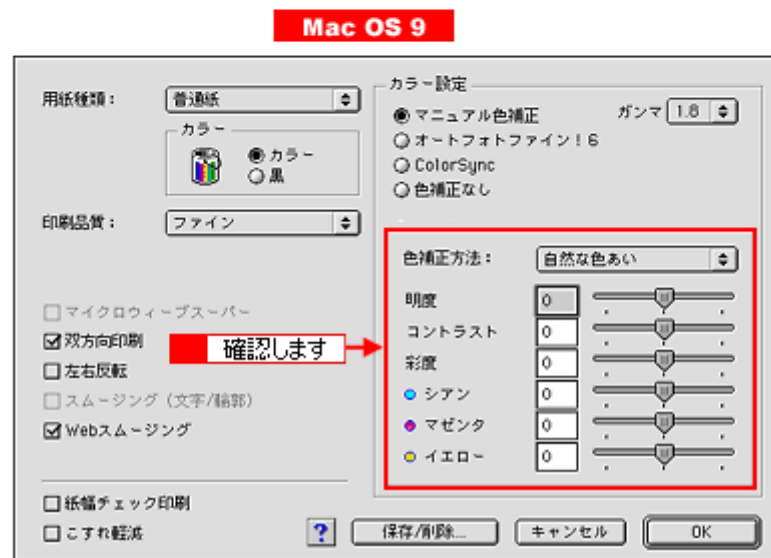 Mac OS 9
用紙種類：
普通紙
カラー
カラー
黒
印刷品質：
ファイン
マイクロウィーブスーパー
双方向印刷
左右反転
スムージング（文字/輪郭）
Webスムージング
確認します
紙幅チェック印刷
こすれ軽減
カラー設定
マニュアル色補正
ガンマ 1.8
オートフォトファイン！6
ColorSync
色補正なし
色補正方法：
自然な色あい
明度 0
コントラスト 0
彩度 0
シアン 0
マゼンタ 0
イエロー 0
?
保存/削除...
キャンセル
OK